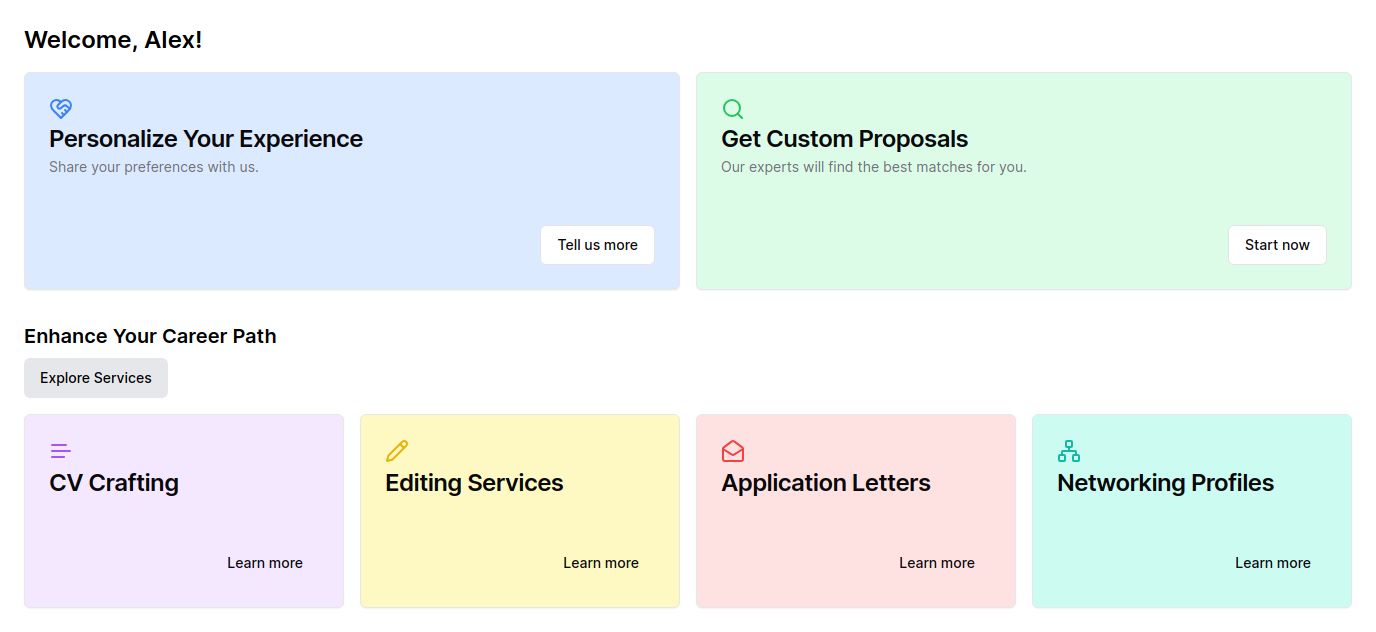 Welcome, Alex!
Personalize Your Experience
Share your preferences with us.
Tell us more
Get Custom Proposals
Our experts will find the best matches for you.
Start now
Enhance Your Career Path
Explore Services
CV Crafting
Learn more
Editing Services
Learn more
Application Letters
Learn more
Networking Profiles
Learn more